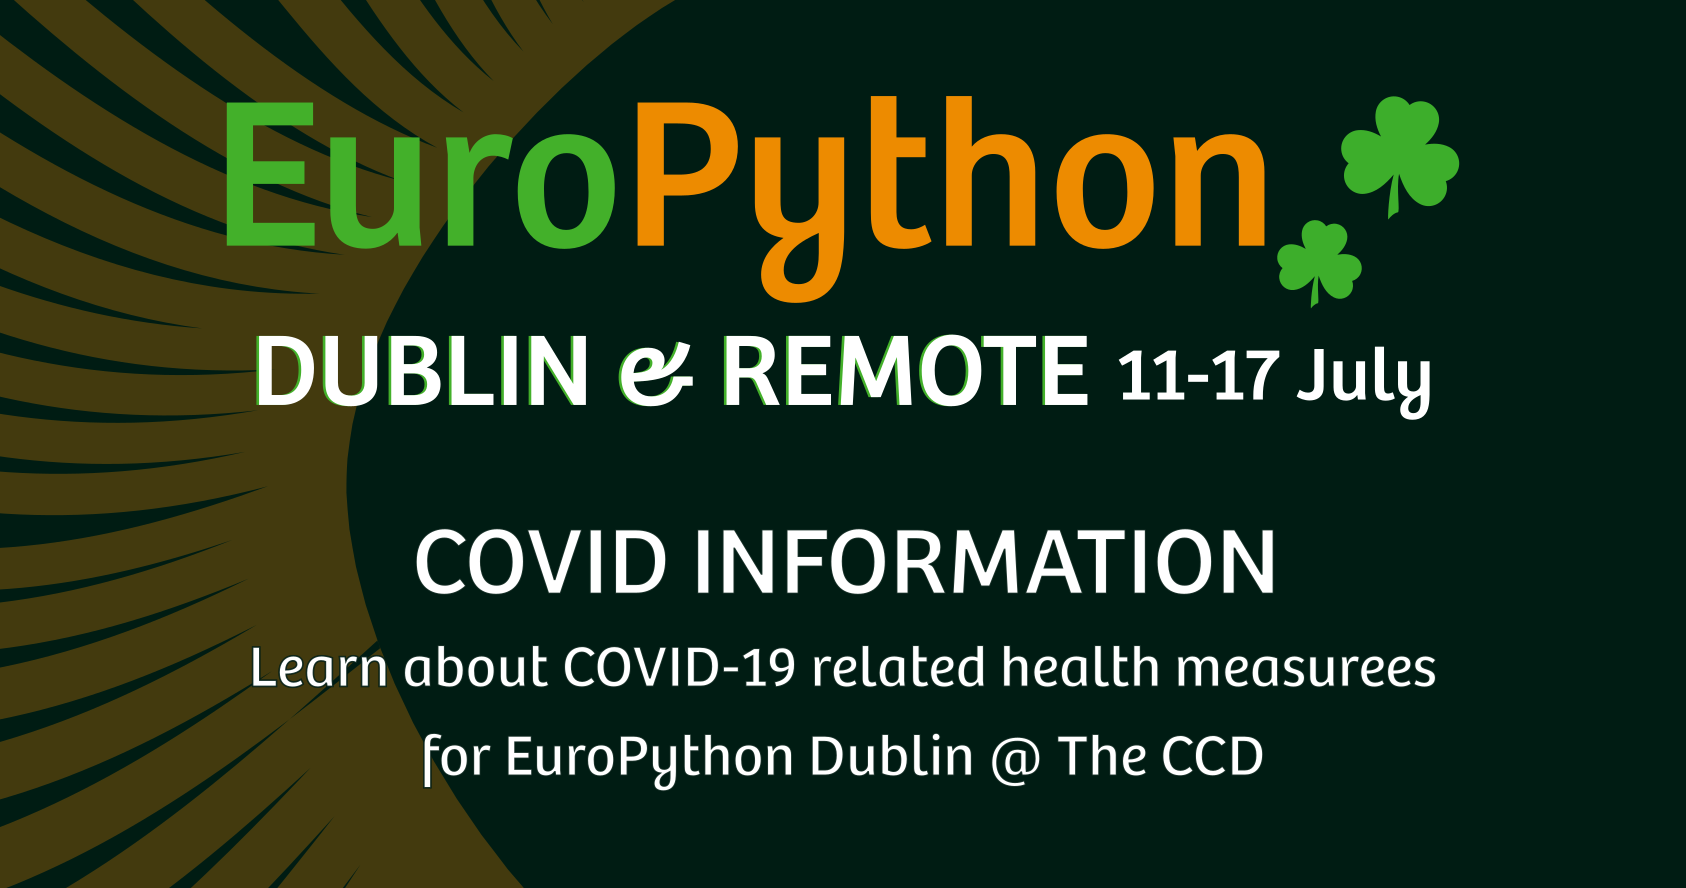 EuroPython
DUBLIN & REMOTE 11-17 July
COVID INFORMATION
Learn about COVID-19 related health measurees
for EuroPython Dublin @ The CCD